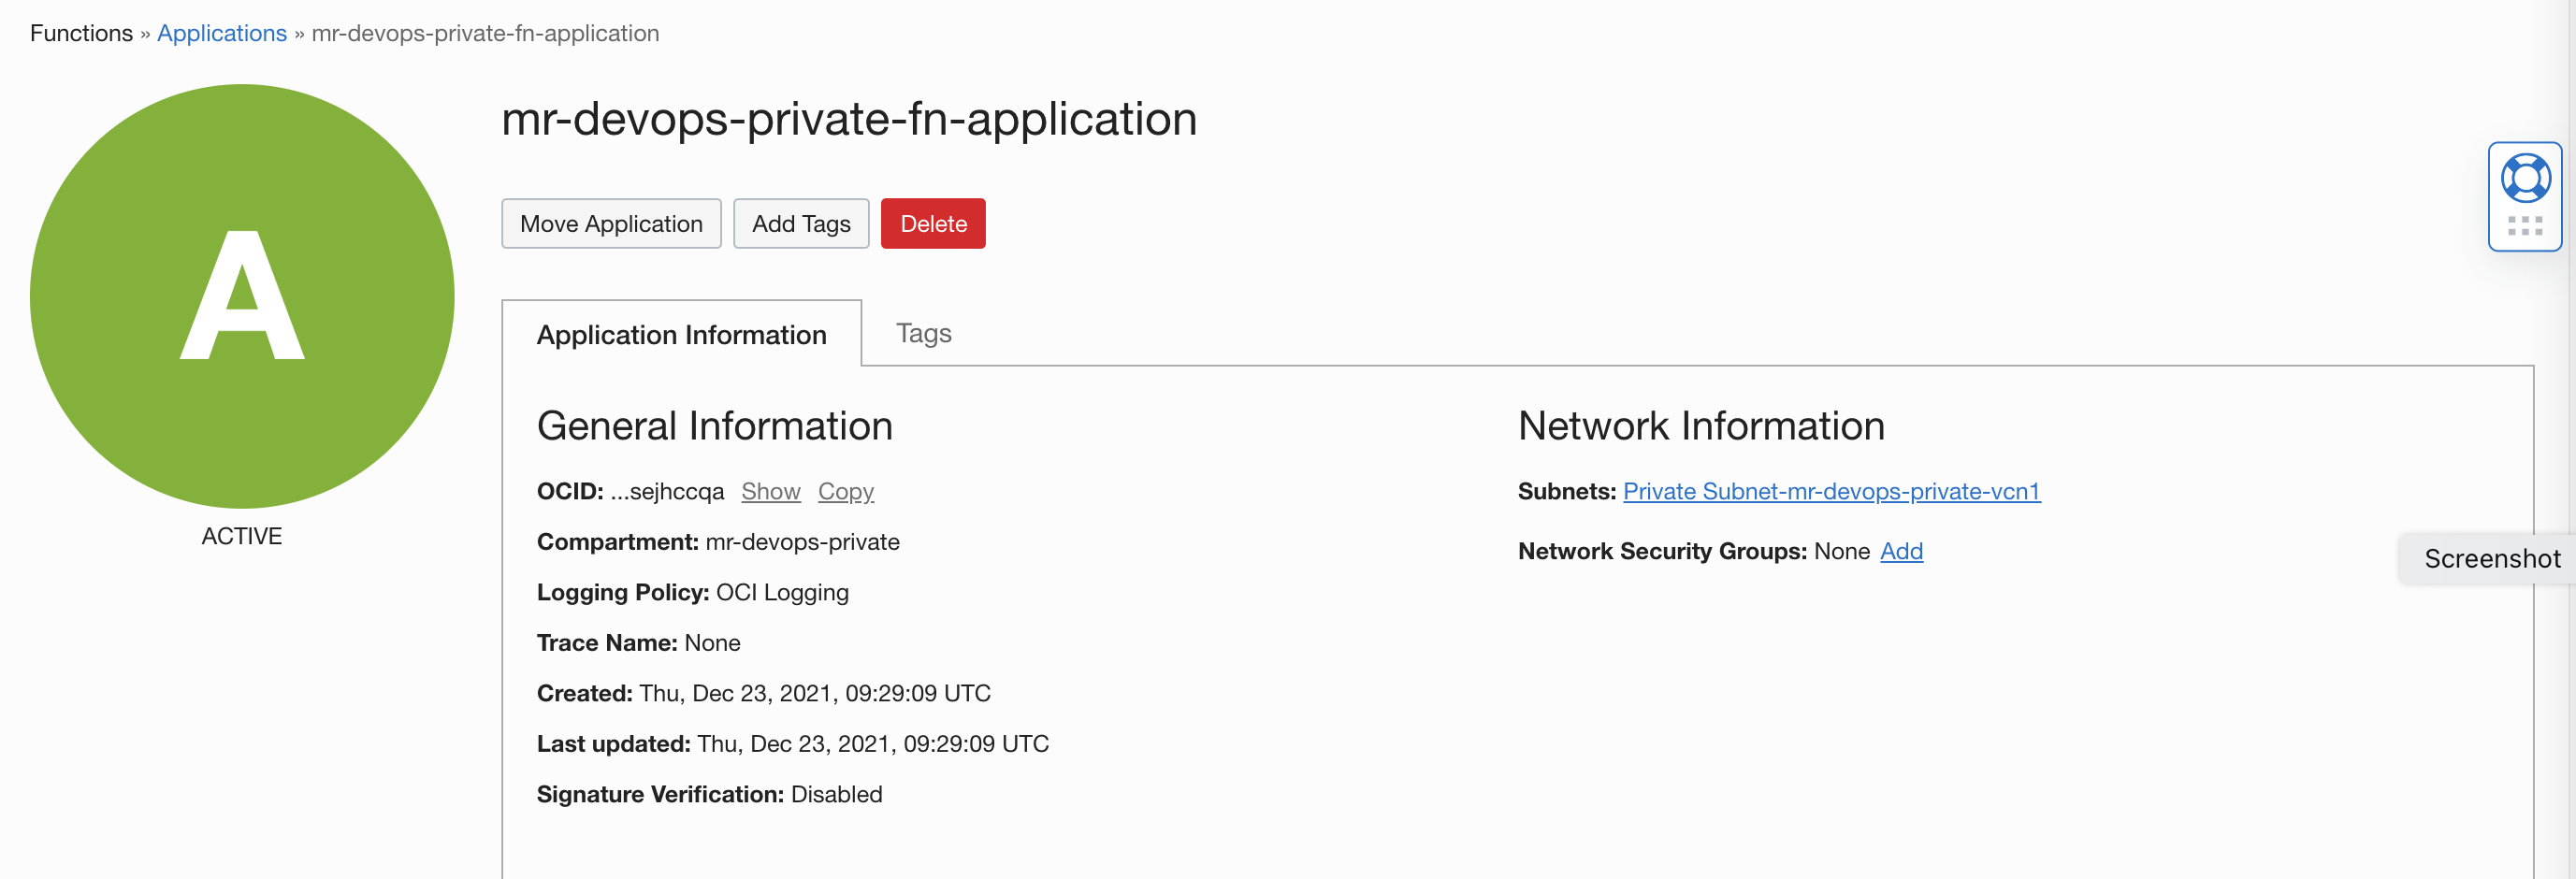 Functions » Applications » mr-devops-private-fn-application
A
ACTIVE
mr-devops-private-fn-application
Move Application Add Tags Delete
Application Information Tags
General Information
OCID: ...sejhccqa Show Copy
Compartment: mr-devops-private
Logging Policy: OCI Logging
Trace Name: None
Created: Thu, Dec 23, 2021, 09:29:09 UTC
Last updated: Thu, Dec 23, 2021, 09:29:09 UTC
Signature Verification: Disabled
Network Information
Subnets: Private Subnet-mr-devops-private-vcn1
Network Security Groups: None Add
Screenshot